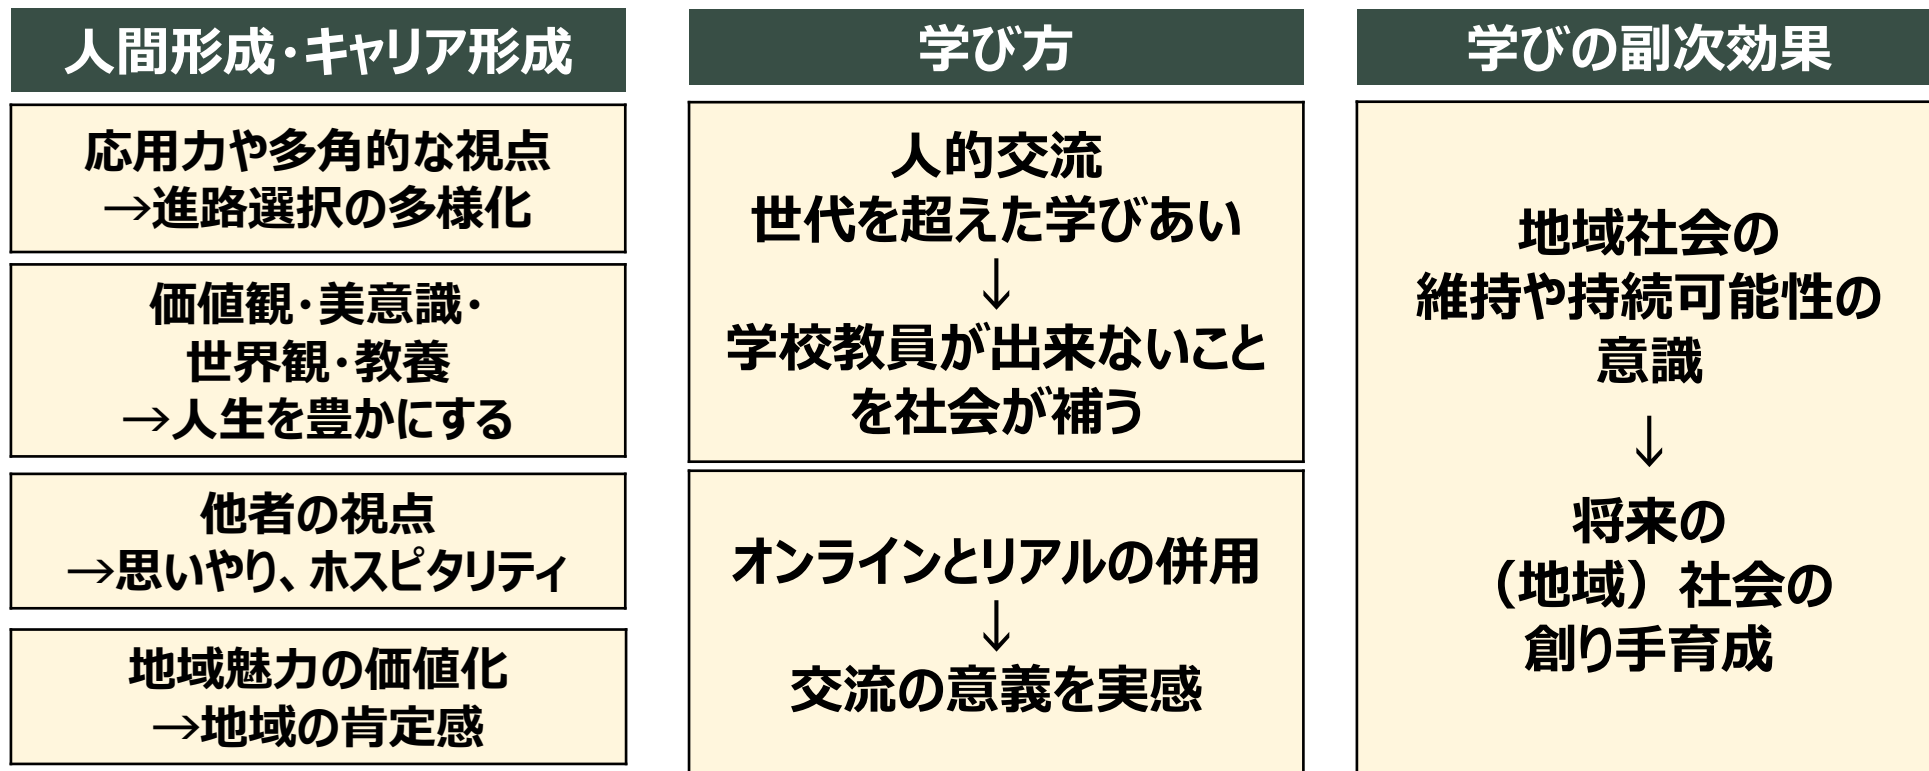 人間形成・キャリア形成
応用力や多角的な視点
→進路選択の多様化
価値観・美意識・
世界観・教養
→人生を豊かにする
他者の視点
→思いやり、ホスピタリティ
地域魅力の価値化
→地域の肯定感
学び方
人的交流
世代を超えた学びあい
↓
学校教員が出来ないこと
を社会が補う
オンラインとリアルの併用
↓
交流の意義を実感
学びの副次効果
地域社会の
維持や持続可能性の
意識
↓
将来の
（地域）社会の
創り手育成